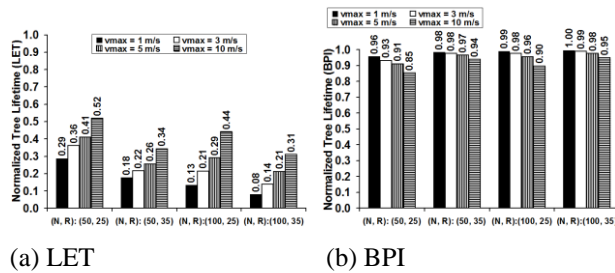 vmax = 1 m/s vmax = 3 m/s
vmax = 5 m/s vmax = 10 m/s
Normalized Tree Lifetime (LET)
1.0
0.9
0.8
0.7
0.6
0.5
0.4
0.3
0.2
0.1
0.0
0.29 0.36 0.41 0.52
0.18 0.22 0.26 0.34
0.13 0.21 0.29 0.44
0.08 0.14 0.21 0.31
(N, R): (50, 25) (N, R): (50, 35) (N, R):(100, 25) (N, R):(100, 35)
(a) LET
vmax = 1 m/s vmax = 3 m/s
vmax = 5 m/s vmax = 10 m/s
Normalized Tree Lifetime (BPI)
1.0
0.9
0.8
0.7
0.6
0.5
0.4
0.3
0.2
0.1
0.0
0.96 0.93 0.91 0.85
0.98 0.98 0.97 0.94
0.99 0.98 0.96 0.90
1.00 0.99 0.98 0.95
(N, R): (50, 25) (N, R): (50, 35) (N, R): (100, 25) (N, R): (100, 35)
(b) BPI